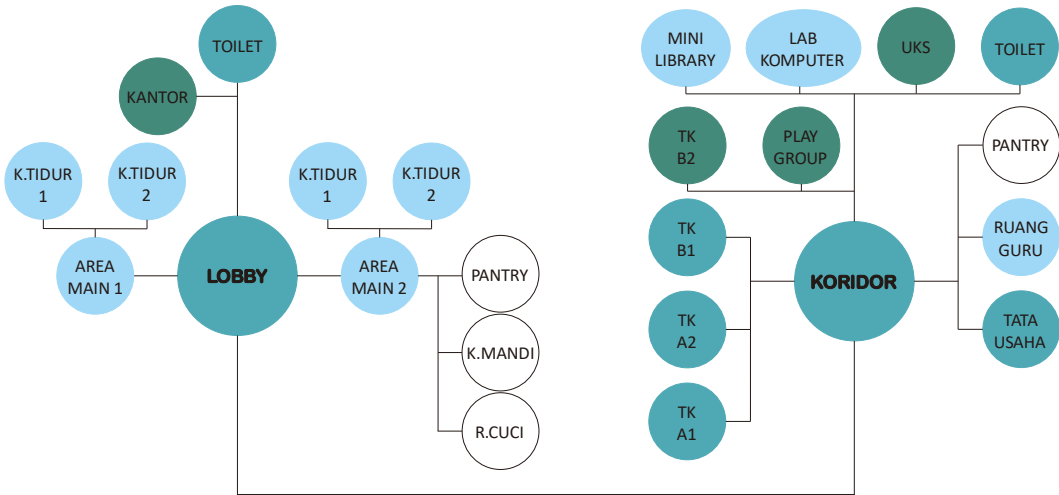 TOILET
KANTOR
K.TIDUR
1
K.TIDUR
2
K.TIDUR
1
K.TIDUR
2
AREA
MAIN 1
LOBBY
AREA
MAIN 2
PANTRY
K.MANDI
R.CUCI
MINI
LIBRARY
LAB
KOMPUTER
UKS
TOILET
TK
B2
PLAY
GROUP
PANTRY
TK
B1
RUANG
GURU
KORIDOR
TK
A2
TATA
USAHA
TK
A1